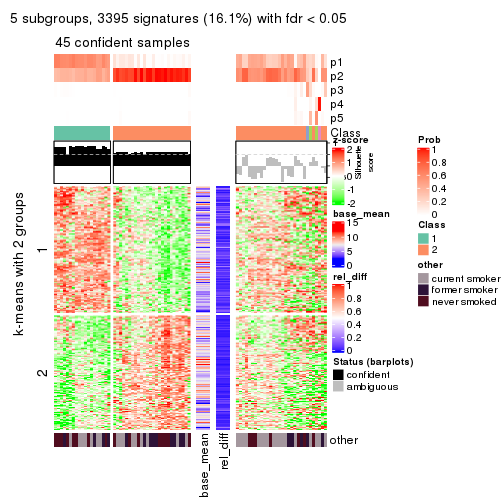 5 subgroups, 3395 signatures (16.1%) with fdr < 0.05
45 confident samples
p1
p2
p3
p4
p5
Class
z-score
2
1
0
-1
-2
Silhouette
score
base_mean
15
10
5
0
rel_diff
1
0.8
0.6
0.4
0.2
0
Status (barplots)
confident
ambiguous
Prob
1
0.8
0.6
0.4
0.2
0
Class
1
2
other
current smoker
former smoker
never smoked
k-means with 2 groups
1
2
other
base_mean
rel_diff